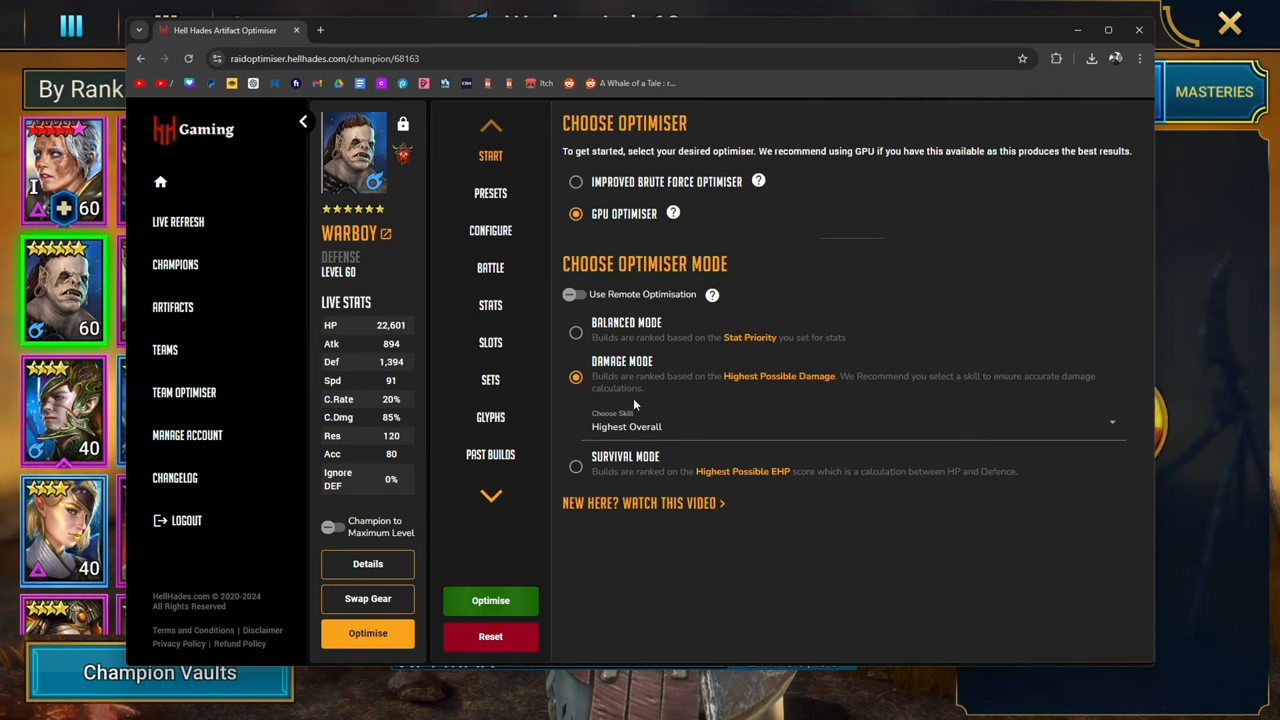 Hell Hades Artifact Optimiser
raidoptimiser.hellhades.com/champion/68163
Itch
A Whale of a Tale : r...
By Rank
MASTERIES
I
60
60
40
40
Champion Vaults
Gaming
LIVE REFRESH
CHAMPIONS
ARTIFACTS
TEAMS
TEAM OPTIMISER
MANAGE ACCOUNT
CHANGELOG
LOGOUT
HellHades.com © 2020-2024
All Rights Reserved
Terms and Conditions | Disclaimer
Privacy Policy | Refund Policy
WARBOY
DEFENSE
LEVEL 60
LIVE STATS
HP 22,601
Atk 894
Def 1,394
Spd 91
C.Rate 20%
C.Dmg 85%
Res 120
Acc 80
Ignore DEF 0%
Champion to
Maximum Level
Details
Swap Gear
Optimise
START
PRESETS
CONFIGURE
BATTLE
STATS
SLOTS
SETS
GLYPHS
PAST BUILDS
Optimise
Reset
CHOOSE OPTIMISER
To get started, select your desired optimiser. We recommend using GPU if you have this available as this produces the best results.
IMPROVED BRUTE FORCE OPTIMISER ?
GPU OPTIMISER ?
CHOOSE OPTIMISER MODE
Use Remote Optimisation ?
BALANCED MODE
Builds are ranked based on the Stat Priority you set for stats
DAMAGE MODE
Builds are ranked based on the Highest Possible Damage. We Recommend you select a skill to ensure accurate damage
calculations.
Choose Skill
Highest Overall
SURVIVAL MODE
Builds are ranked on the Highest Possible EHP score which is a calculation between HP and Defence.
NEW HERE? WATCH THIS VIDEO >